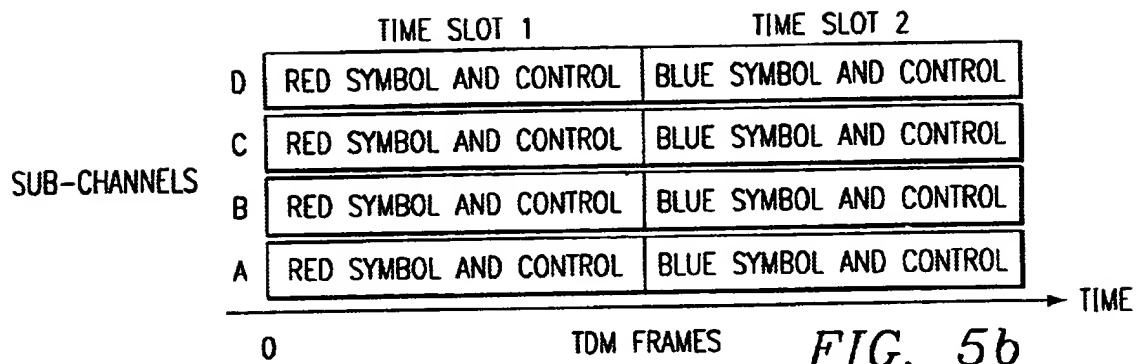 TIME SLOT 1 TIME SLOT 2
D RED SYMBOL AND CONTROL BLUE SYMBOL AND CONTROL
C RED SYMBOL AND CONTROL BLUE SYMBOL AND CONTROL
SUB-CHANNELS
B RED SYMBOL AND CONTROL BLUE SYMBOL AND CONTROL
A RED SYMBOL AND CONTROL BLUE SYMBOL AND CONTROL
TIME
0 TDM FRAMES FIG. 5b